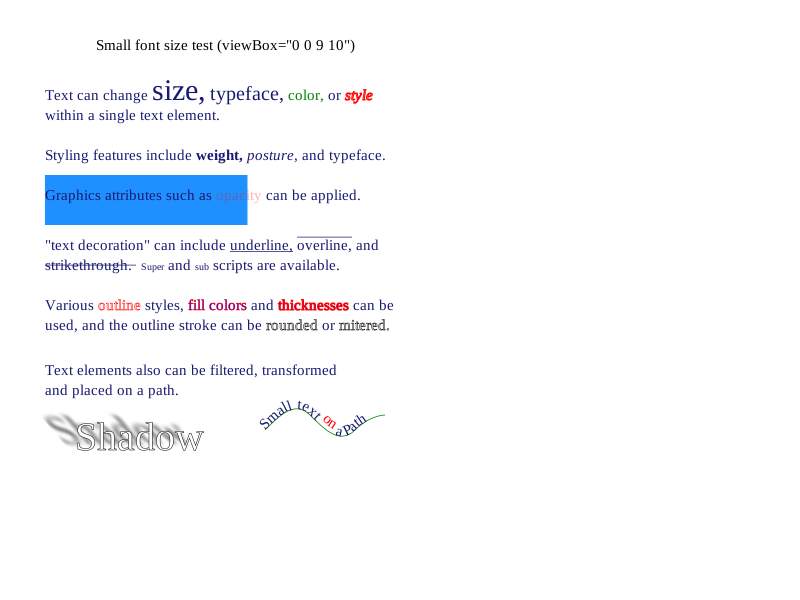 Small font size test (viewBox="0 0 9 10")
Text can change size, typeface, color, or style
within a single text element.
Styling features include weight, posture, and typeface.
Graphics attributes such as opacity can be applied.
"text decoration" can include underline, overline, and
strikethrough. Super and sub scripts are available.
Various outline styles, fill colors and thicknesses can be
used, and the outline stroke can be rounded or mitered.
Text elements also can be filtered, transformed
and placed on a path.
Shadow
Small text on a Path